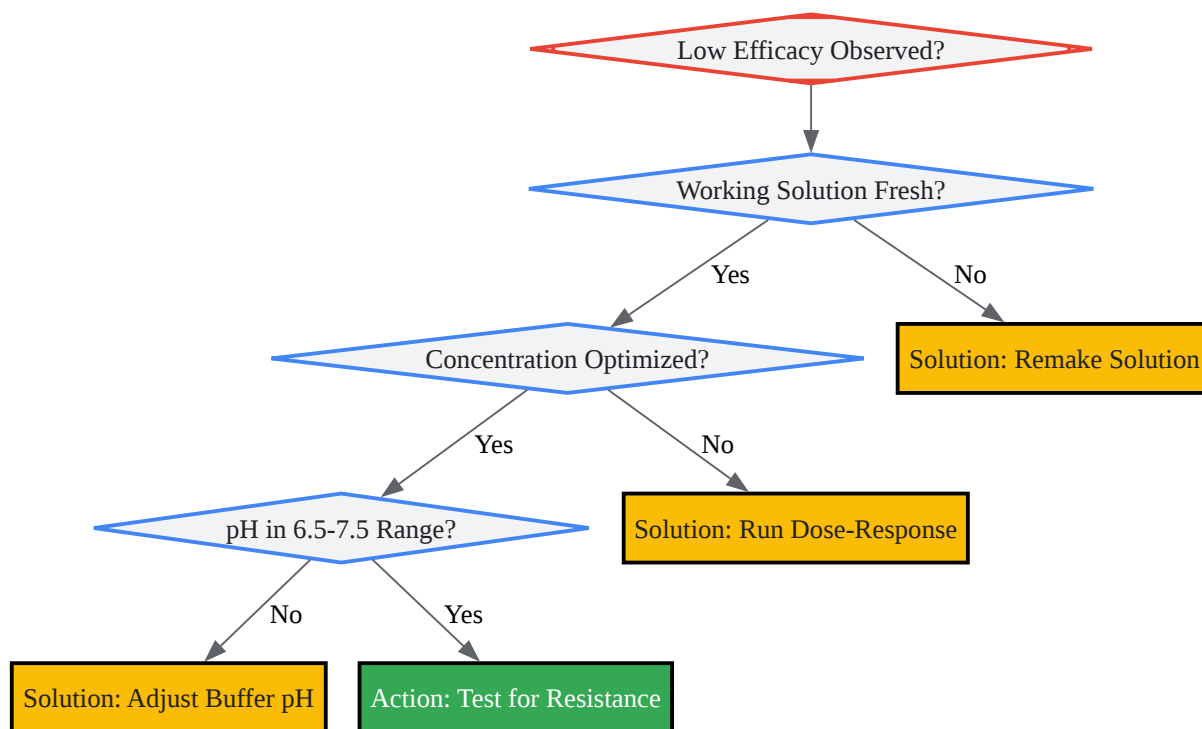 Low Efficacy Observed?
Working Solution Fresh?
Yes
No
Concentration Optimized?
Solution: Remake Solution
Yes
No
pH in 6.5-7.5 Range?
Solution: Run Dose-Response
No
Yes
Solution: Adjust Buffer pH
Action: Test for Resistance